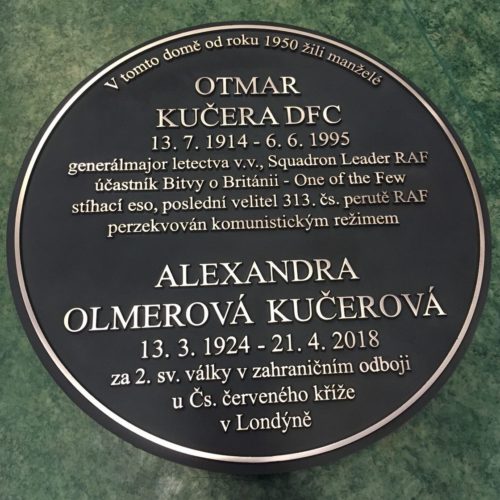 V tomto domě od roku 1950 žili manželé
OTMAR
KUČERA DFC
13. 7. 1914 - 6. 6. 1995
generálmajor letectva v.v., Squadron Leader RAF
účastník Bitvy o Británii - One of the Few
stíhací eso, poslední velitel 313. čs. perutě RAF
perzekvován komunistickým režimem
ALEXANDRA
OLMEROVÁ KUČEROVÁ
13. 3. 1924 - 21. 4. 2018
za 2. sv. války v zahraničním odboji
u Čs. červeného kříže
v Londýně